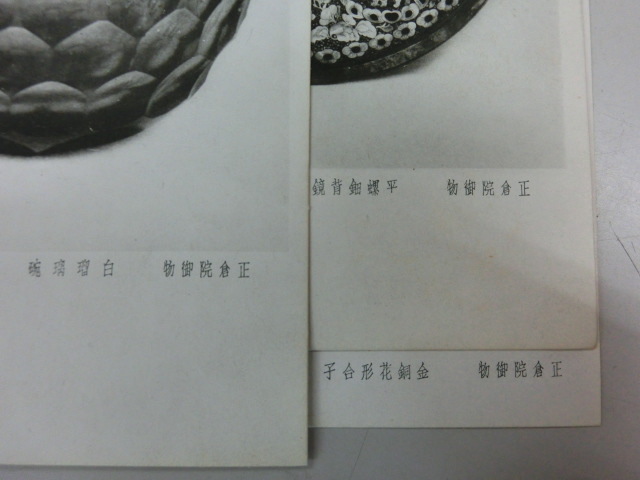 正倉院御物 平螺鈿背鏡
正倉院御物 白瑠璃碗
正倉院御物 金銅花形合子